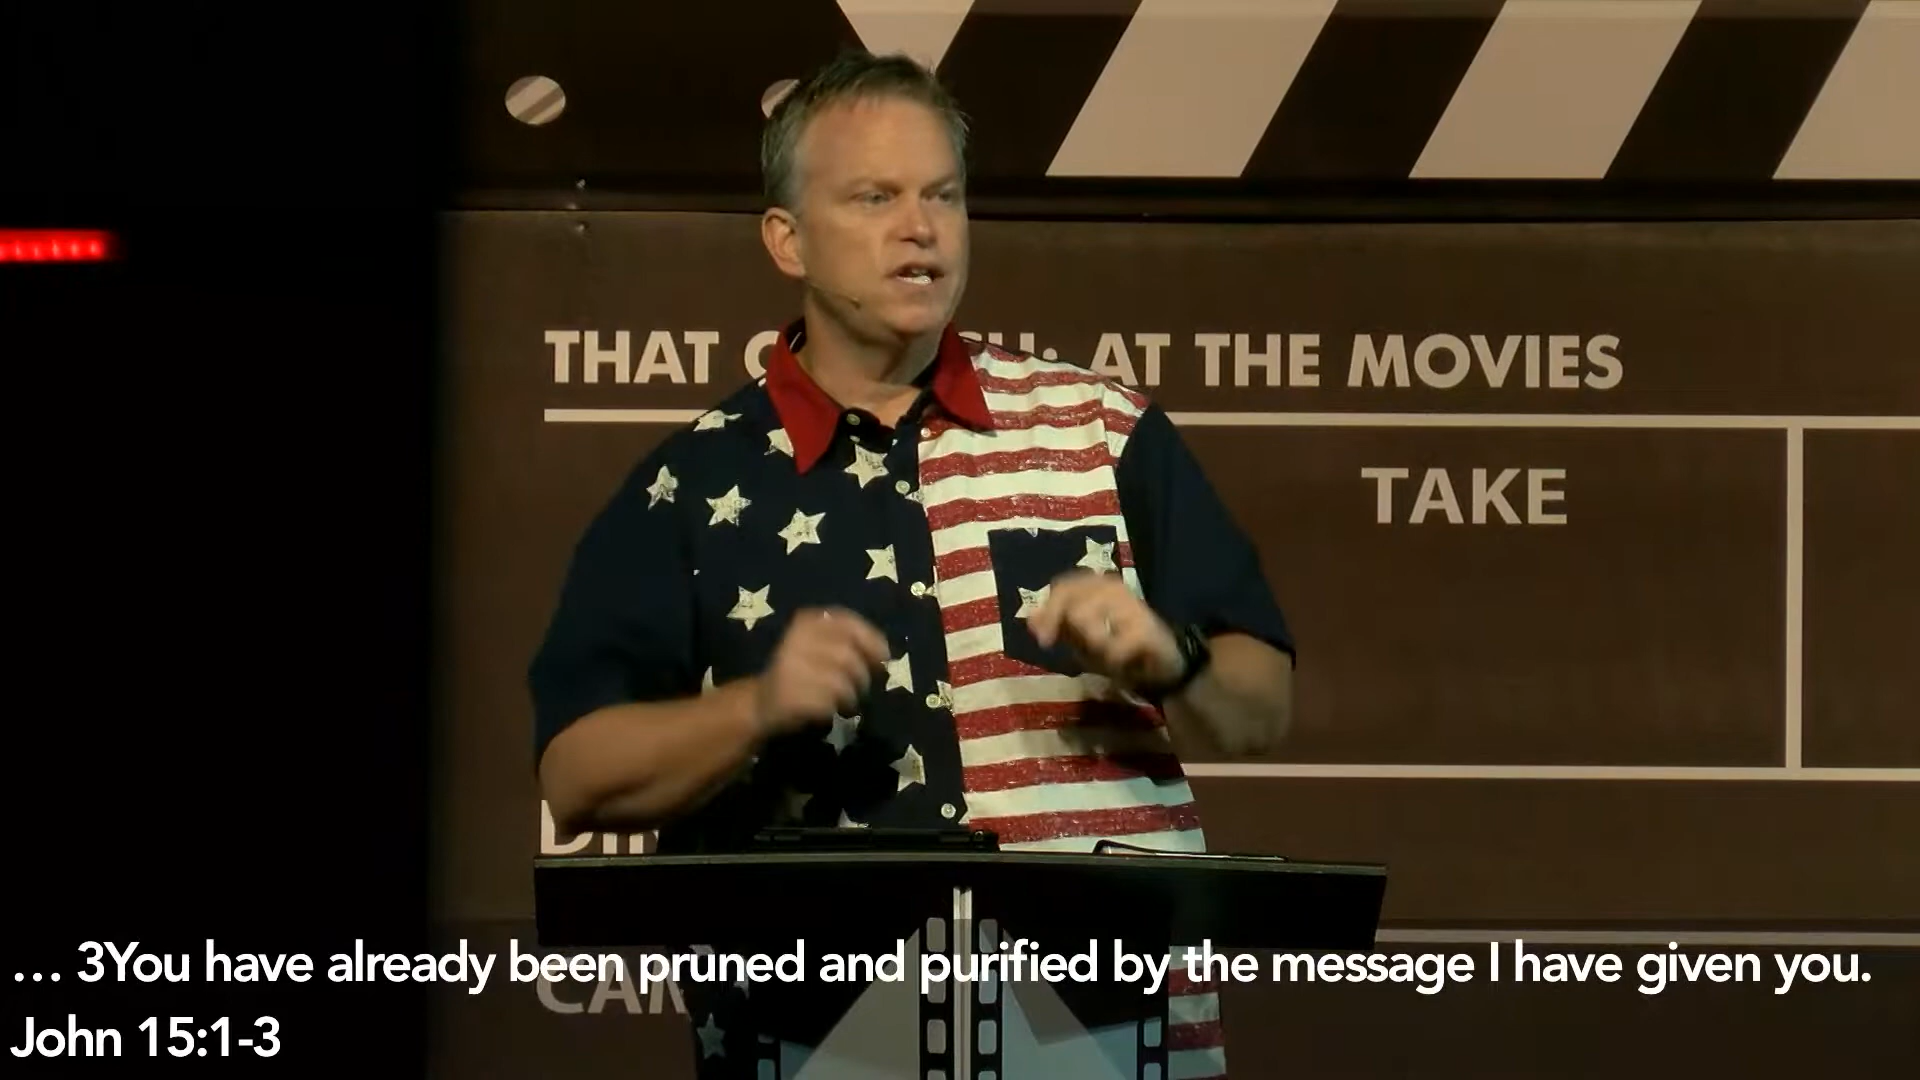 THAT AT THE MOVIES
TAKE
… 3You have already been pruned and purified by the message I have given you.
John 15:1-3